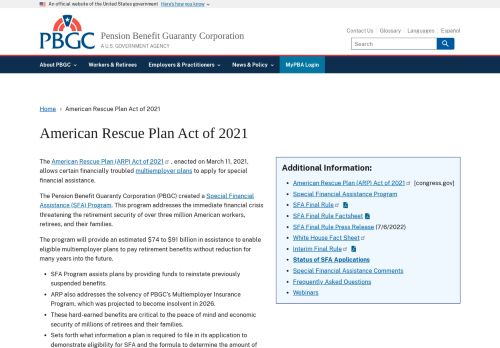 An official website of the United States government Here's how you know
PBGC
Pension Benefit Guaranty Corporation
A U.S. GOVERNMENT AGENCY
Contact Us Glossary Languages Español
Search
About PBGC Workers & Retirees Employers & Practitioners News & Policy MyPBA Login
Home › American Rescue Plan Act of 2021
American Rescue Plan Act of 2021
The American Rescue Plan (ARP) Act of 2021 , enacted on March 11, 2021,
allows certain financially troubled multiemployer plans to apply for special
financial assistance.
The Pension Benefit Guaranty Corporation (PBGC) created a Special Financial
Assistance (SFA) Program. This program addresses the immediate financial crisis
threatening the retirement security of over three million American workers,
retirees, and their families.
The program will provide an estimated $74 to $91 billion in assistance to enable
eligible multiemployer plans to pay retirement benefits without reduction for
many years into the future.
• SFA Program assists plans by providing funds to reinstate previously
suspended benefits.
• ARP also addresses the solvency of PBGC's Multiemployer Insurance
Program, which was projected to become insolvent in 2026.
• These hard-earned benefits are critical to the peace of mind and economic
security of millions of retirees and their families.
• Sets forth what information a plan is required to file in its application to
demonstrate eligibility for SFA and the formula to determine the amount of
Additional Information:
• American Rescue Plan (ARP) Act of 2021 [congress.gov]
• Special Financial Assistance Program
• SFA Final Rule
• SFA Final Rule Factsheet
• SFA Final Rule Press Release (7/6/2022)
• White House Fact Sheet
• Interim Final Rule
• Status of SFA Applications
• Special Financial Assistance Comments
• Frequently Asked Questions
• Webinars